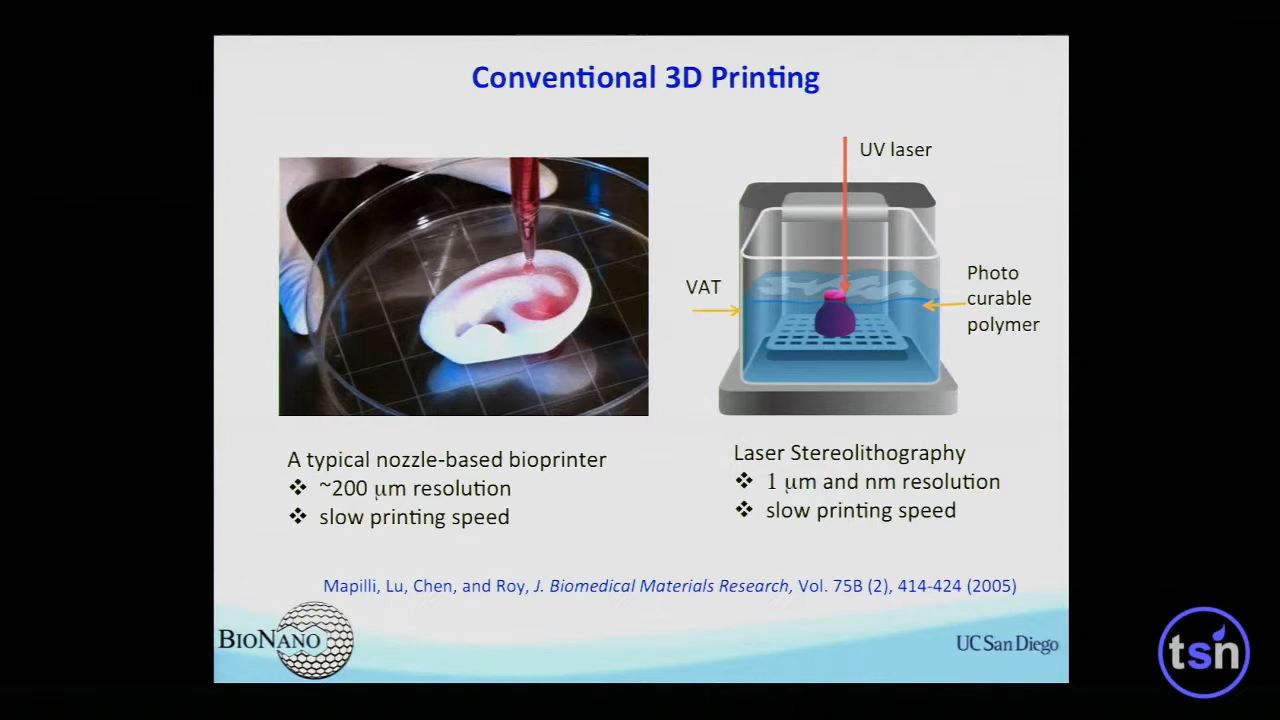 Conventional 3D Printing
UV laser
VAT
Photo
curable
polymer
A typical nozzle-based bioprinter
❖ ~200 μm resolution
❖ slow printing speed
Laser Stereolithography
❖ 1 μm and nm resolution
❖ slow printing speed
Mapilli, Lu, Chen, and Roy, J. Biomedical Materials Research, Vol. 75B (2), 414-424 (2005)
BIONANO
UC San Diego
tsn